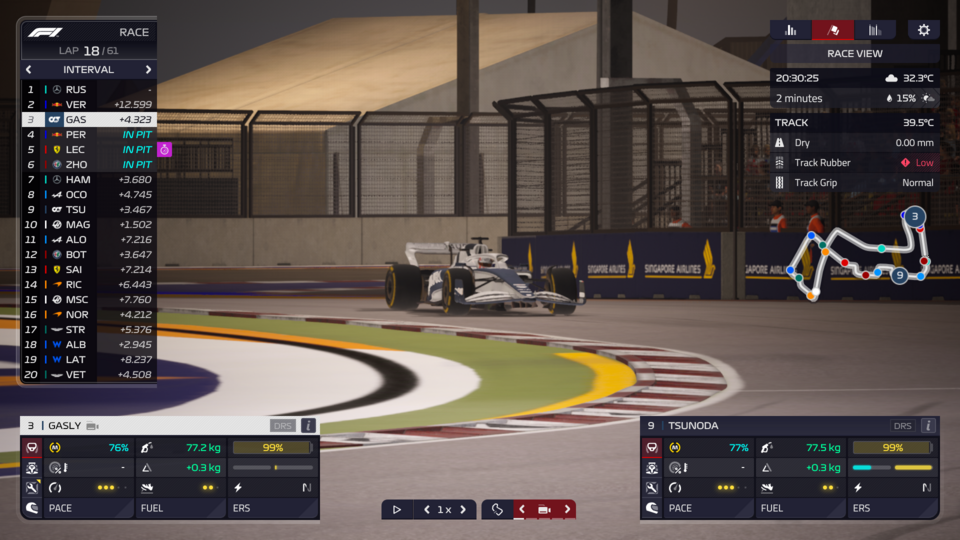 F1 RACE
LAP 18/61
INTERVAL
1 RUS -
2 VER +12.599
3 GAS +4.323
4 PER IN PIT
5 LEC IN PIT
6 ZHO IN PIT
7 HAM +3.680
8 OCO +4.745
9 TSU +3.467
10 MAG +1.502
11 ALO +7.216
12 BOT +3.647
13 SAI +7.214
14 RIC +6.443
15 MSC +7.760
16 NOR +4.212
17 STR +5.376
18 ALB +2.945
19 LAT +8.237
20 VET +4.508
RACE VIEW
20:30:25 32.3°C
2 minutes 15%
TRACK 39.5°C
Dry 0.00 mm
Track Rubber Low
Track Grip Normal
3
9
SINGAPORE AIRLINES
SINGAPORE AIRLINES
SINGAPORE AIRLINES
3 GASLY DRS i
M 76% 77.2 kg 99%
- +0.3 kg
N
PACE FUEL ERS
1x
9 TSUNODA DRS i
M 77% 77.5 kg 99%
- +0.3 kg
N
PACE FUEL ERS